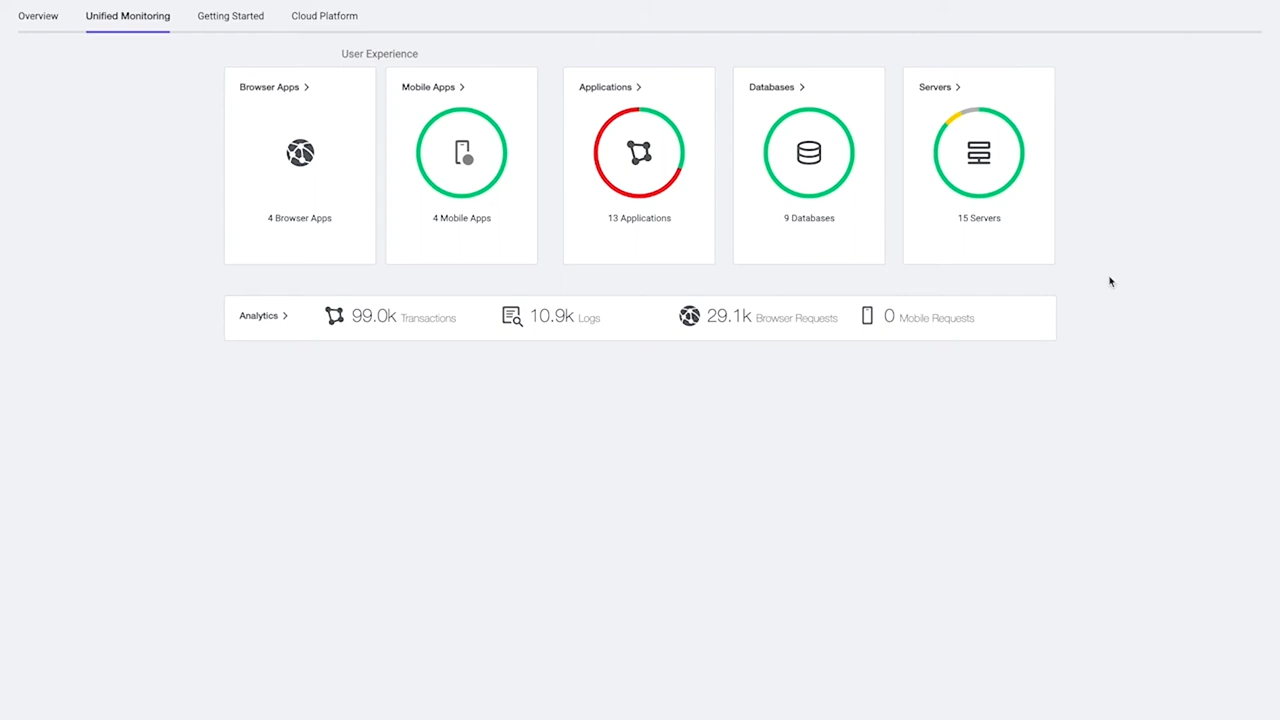 Overview Unified Monitoring Getting Started Cloud Platform
User Experience
Browser Apps Mobile Apps Applications Databases Servers
4 Browser Apps 4 Mobile Apps 13 Applications 9 Databases 15 Servers
Analytics 99.0k Transactions 10.9k Logs 29.1k Browser Requests 0 Mobile Requests